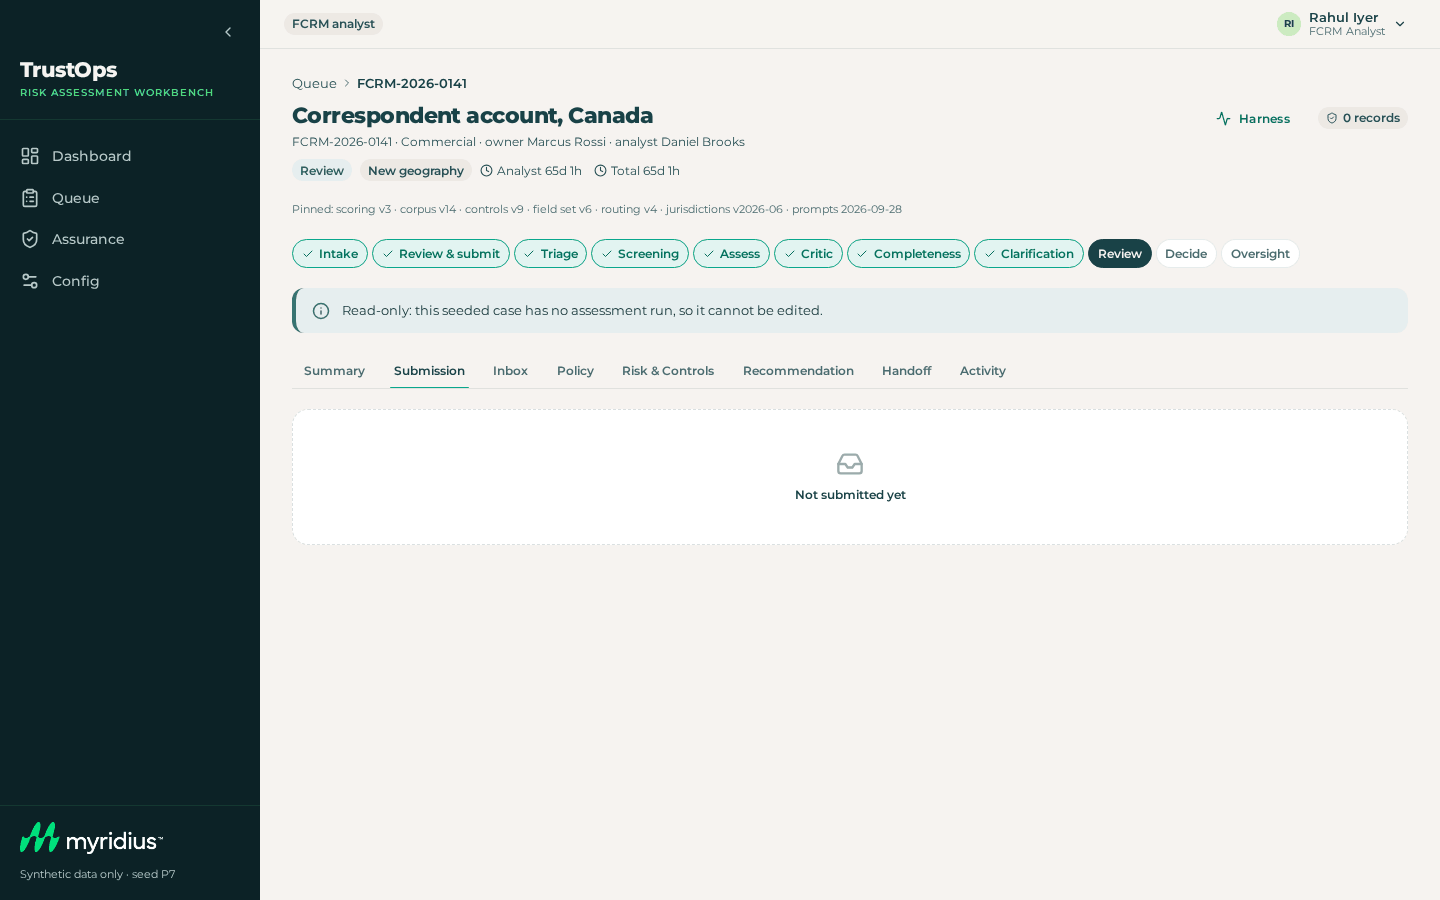 TrustOps
RISK ASSESSMENT WORKBENCH
Dashboard
Queue
Assurance
Config
myridius™
Synthetic data only · seed P7
FCRM analyst
RI
Rahul Iyer
FCRM Analyst
Queue > FCRM-2026-0141
Correspondent account, Canada
Harness
0 records
FCRM-2026-0141 · Commercial · owner Marcus Rossi · analyst Daniel Brooks
Review New geography Analyst 65d 1h Total 65d 1h
Pinned: scoring v3 · corpus v14 · controls v9 · field set v6 · routing v4 · jurisdictions v2026-06 · prompts 2026-09-28
Intake Review & submit Triage Screening Assess Critic Completeness Clarification Review Decide Oversight
Read-only: this seeded case has no assessment run, so it cannot be edited.
Summary Submission Inbox Policy Risk & Controls Recommendation Handoff Activity
Not submitted yet